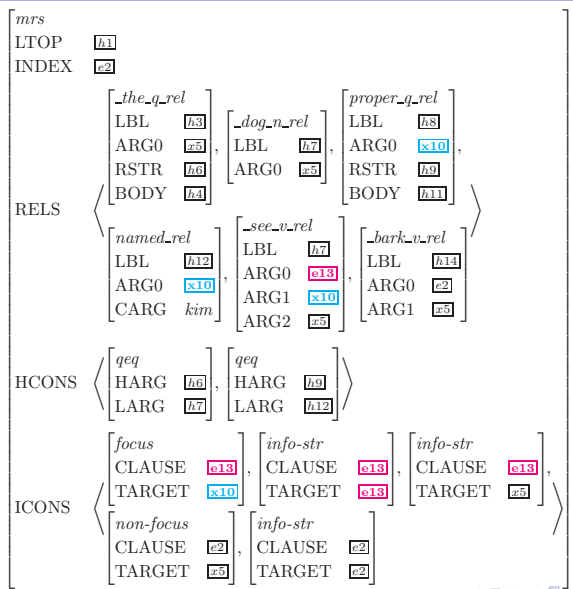 mrs
LTOP h1
INDEX e2
RELS
_the_q_rel
LBL h3
ARG0 x5
RSTR h6
BODY h4
,
_dog_n_rel
LBL h7
ARG0 x5
,
proper_q_rel
LBL h8
ARG0 x10
RSTR h9
BODY h11
,
named_rel
LBL h12
ARG0 x10
CARG kim
,
_see_v_rel
LBL h7
ARG0 e13
ARG1 x10
ARG2 x5
,
_bark_v_rel
LBL h14
ARG0 e2
ARG1 x5
HCONS
qeq
HARG h6
LARG h7
,
qeq
HARG h9
LARG h12
ICONS
focus
CLAUSE e13
TARGET x10
,
info-str
CLAUSE e13
TARGET e13
,
info-str
CLAUSE e13
TARGET x5
,
non-focus
CLAUSE e2
TARGET x5
,
info-str
CLAUSE e2
TARGET e2